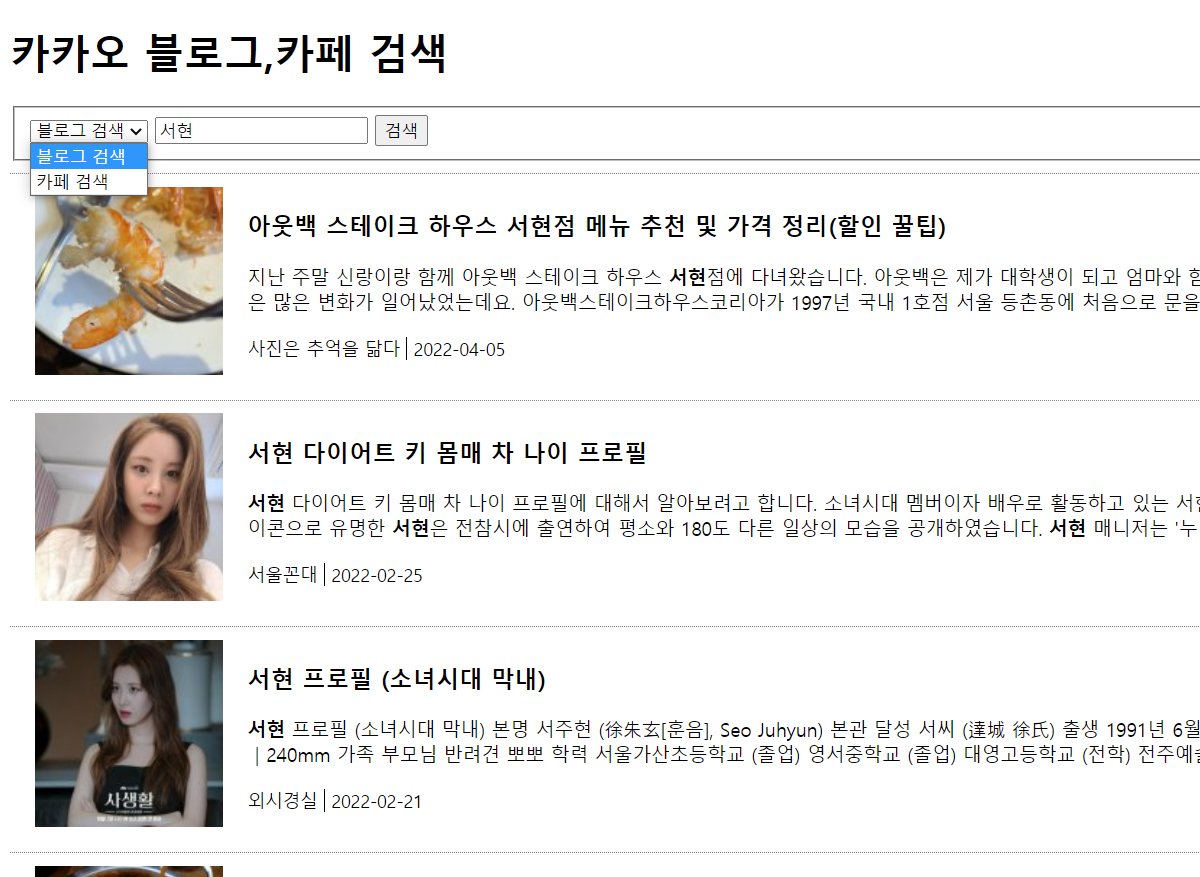 카카오 블로그,카페 검색
블로그 검색 서현 검색
블로그 검색
카페 검색
아웃백 스테이크 하우스 서현점 메뉴 추천 및 가격 정리(할인 꿀팁)
지난 주말 신랑이랑 함께 아웃백 스테이크 하우스 서현점에 다녀왔습니다. 아웃백은 제가 대학생이 되고 엄마와
은 많은 변화가 일어났었는데요. 아웃백스테이크하우스코리아가 1997년 국내 1호점 서울 등촌동에 처음으로 문을
사진은 추억을 닮다 | 2022-04-05
서현 다이어트 키 몸매 차 나이 프로필
서현 다이어트 키 몸매 차 나이 프로필에 대해서 알아보려고 합니다. 소녀시대 멤버이자 배우로 활동하고 있는 서현
이콘으로 유명한 서현은 전참시에 출연하여 평소와 180도 다른 일상의 모습을 공개하였습니다. 서현 매니저는 '누
서울꼰대 | 2022-02-25
서현 프로필 (소녀시대 막내)
서현 프로필 (소녀시대 막내) 본명 서주현 (徐朱玄[훈음], Seo Juhyun) 본관 달성 서씨 (達城 徐氏) 출생 1991년 6월
| 240mm 가족 부모님 반려견 뽀뽀 학력 서울가산초등학교 (졸업) 영서중학교 (졸업) 대영고등학교 (전학) 전주예술
사생활
외시경실 | 2022-02-21